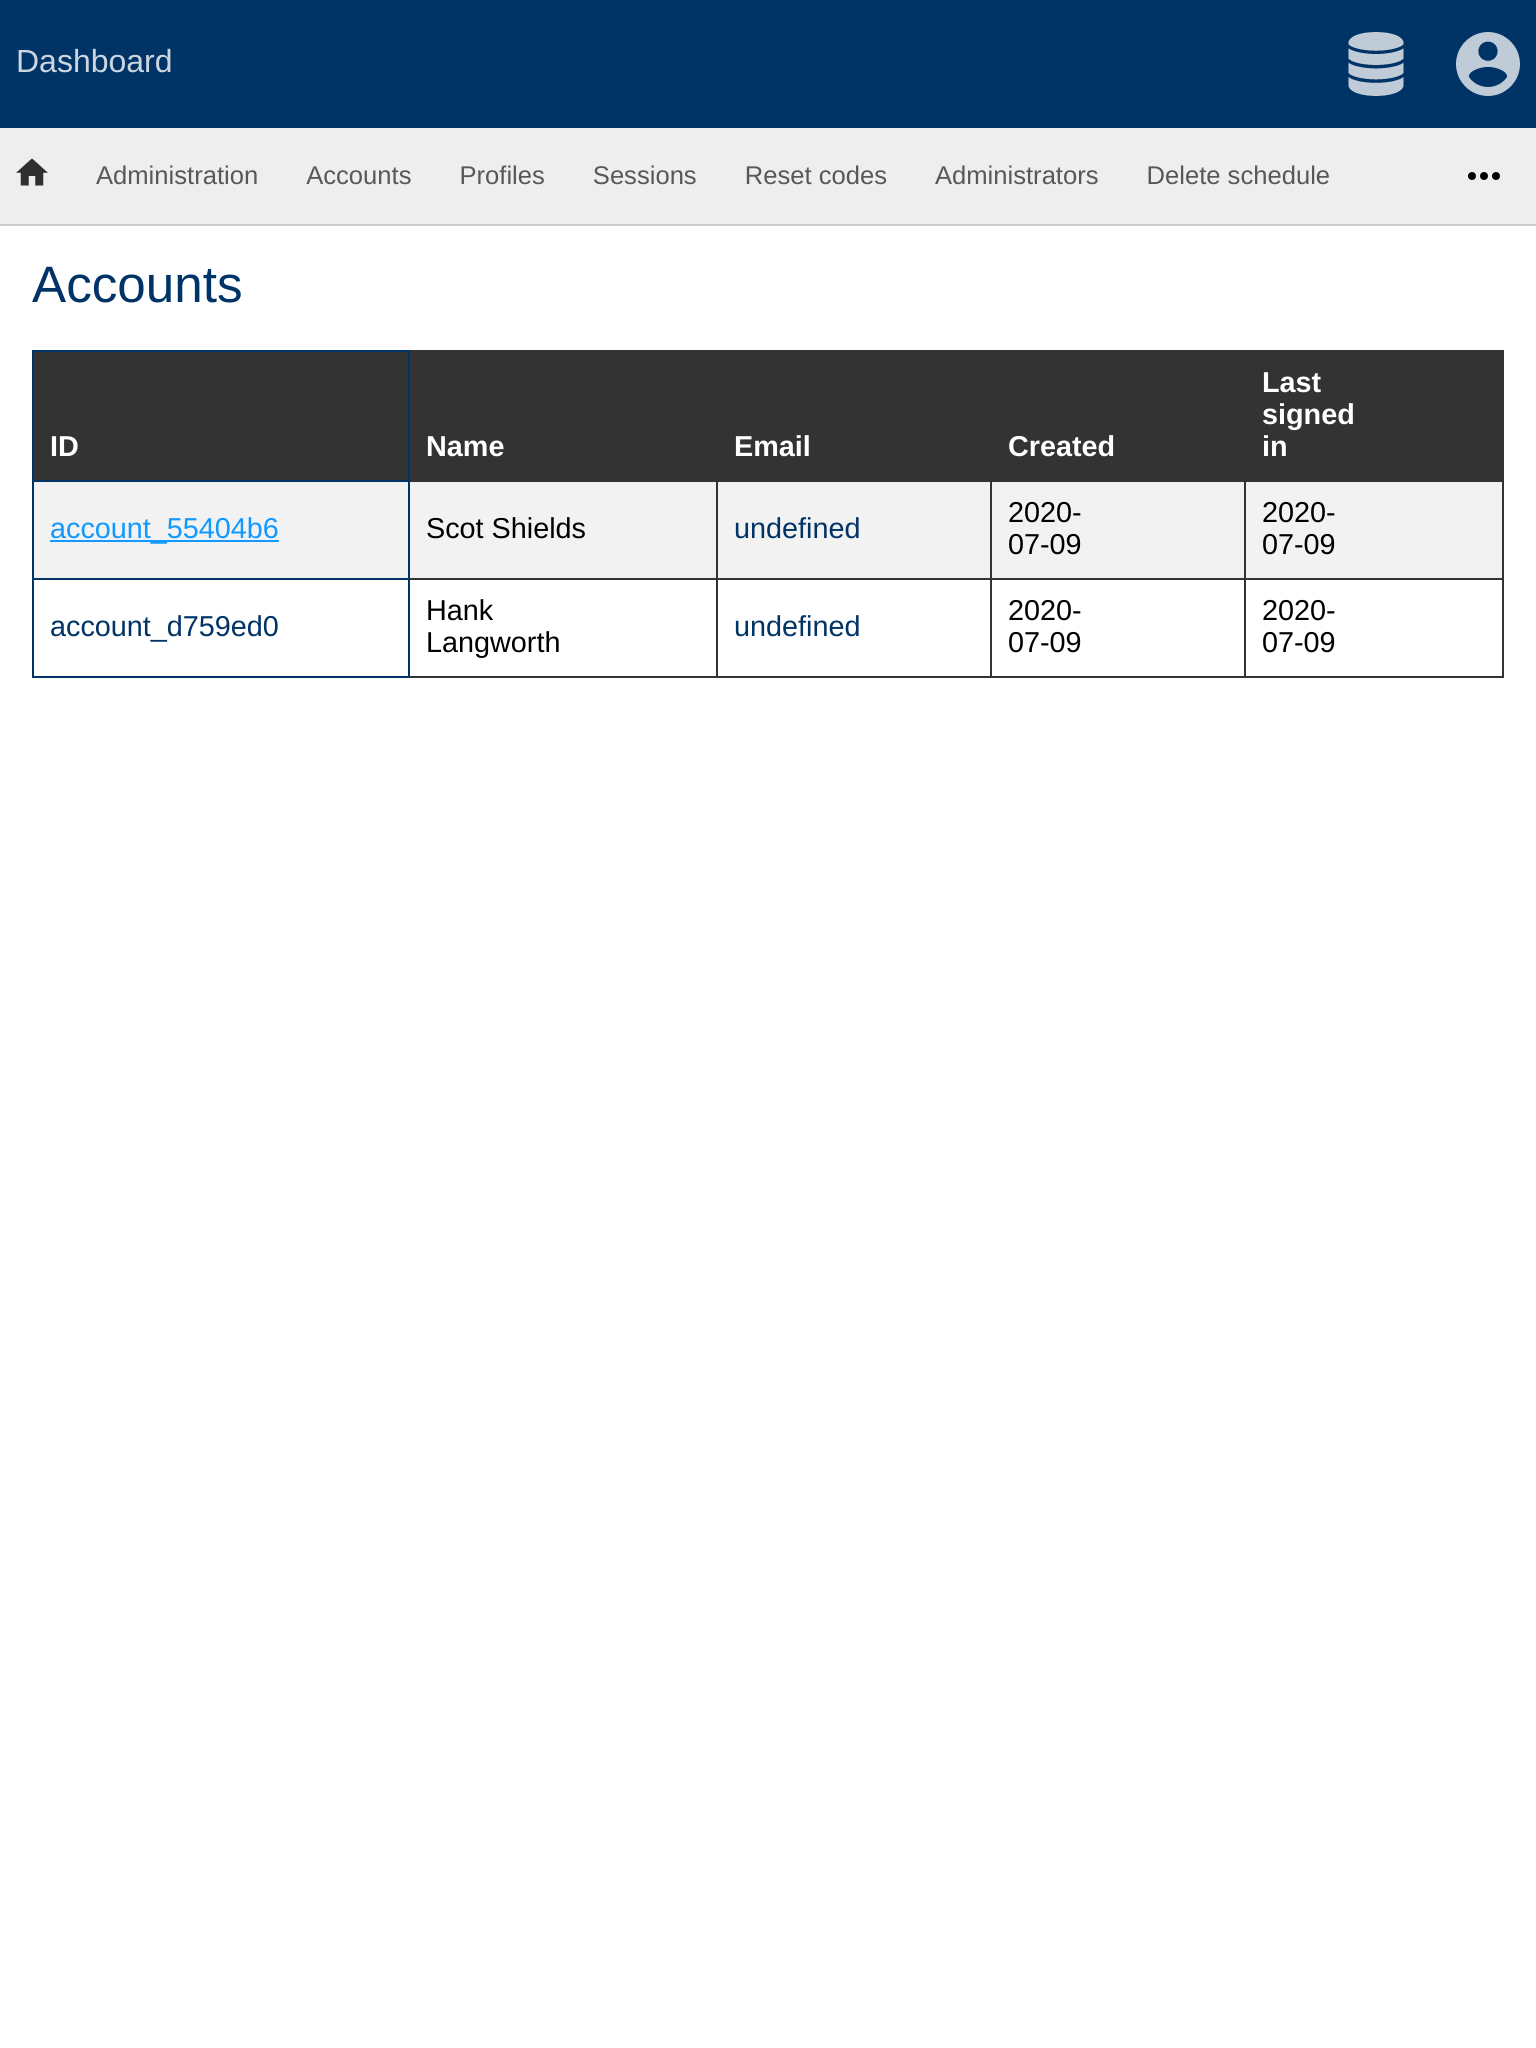 Dashboard
Administration Accounts Profiles Sessions Reset codes Administrators Delete schedule
Accounts
ID Name Email Created Last signed in
account_55404b6 Scot Shields undefined 2020-07-09 2020-07-09
account_d759ed0 Hank Langworth undefined 2020-07-09 2020-07-09